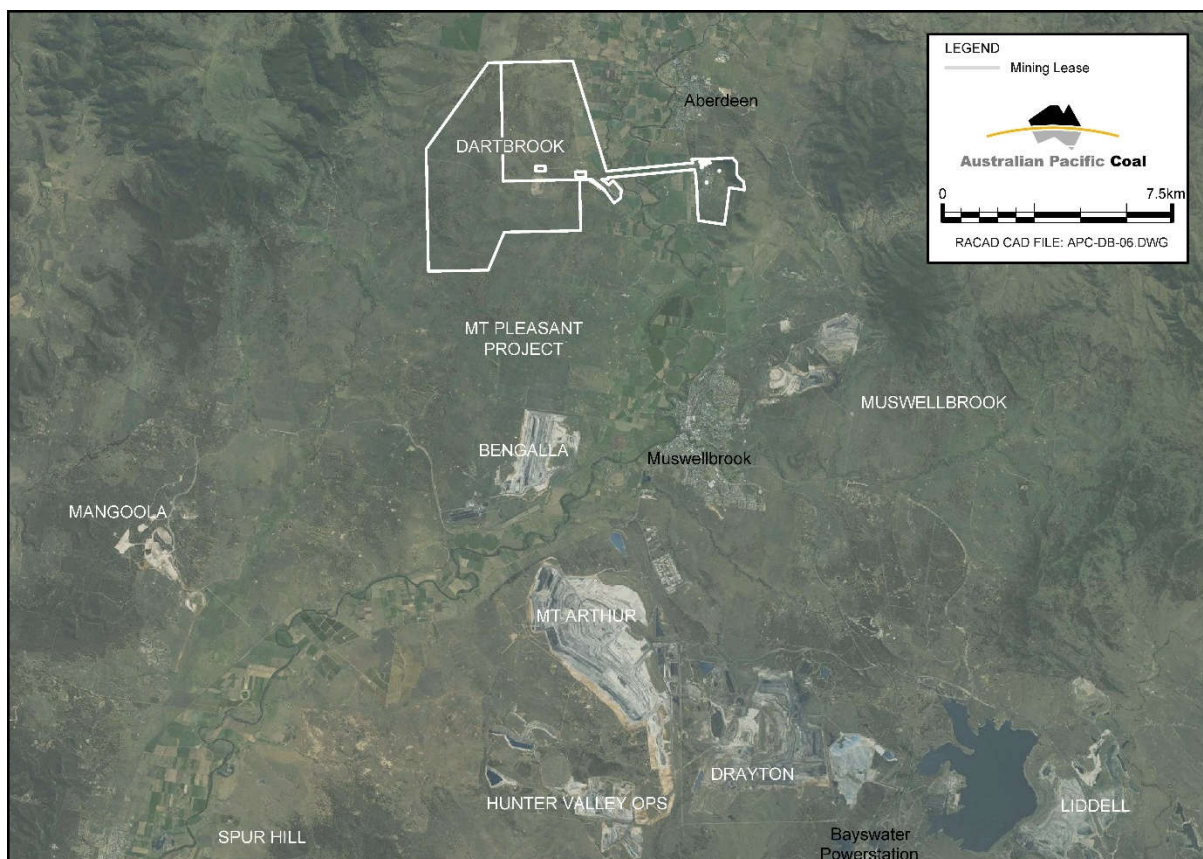 LEGEND
Mining Lease
Australian Pacific Coal
0 7.5km
RACAD CAD FILE: APC-DB-06.DWG
Aberdeen
DARTBROOK
MT PLEASANT
PROJECT
MUSWELLBROOK
BENGALLA
Muswellbrook
MANGOOLA
MT ARTHUR
DRAYTON
HUNTER VALLEY OPS
LIDDELL
SPUR HILL
Bayswater
Powerstation